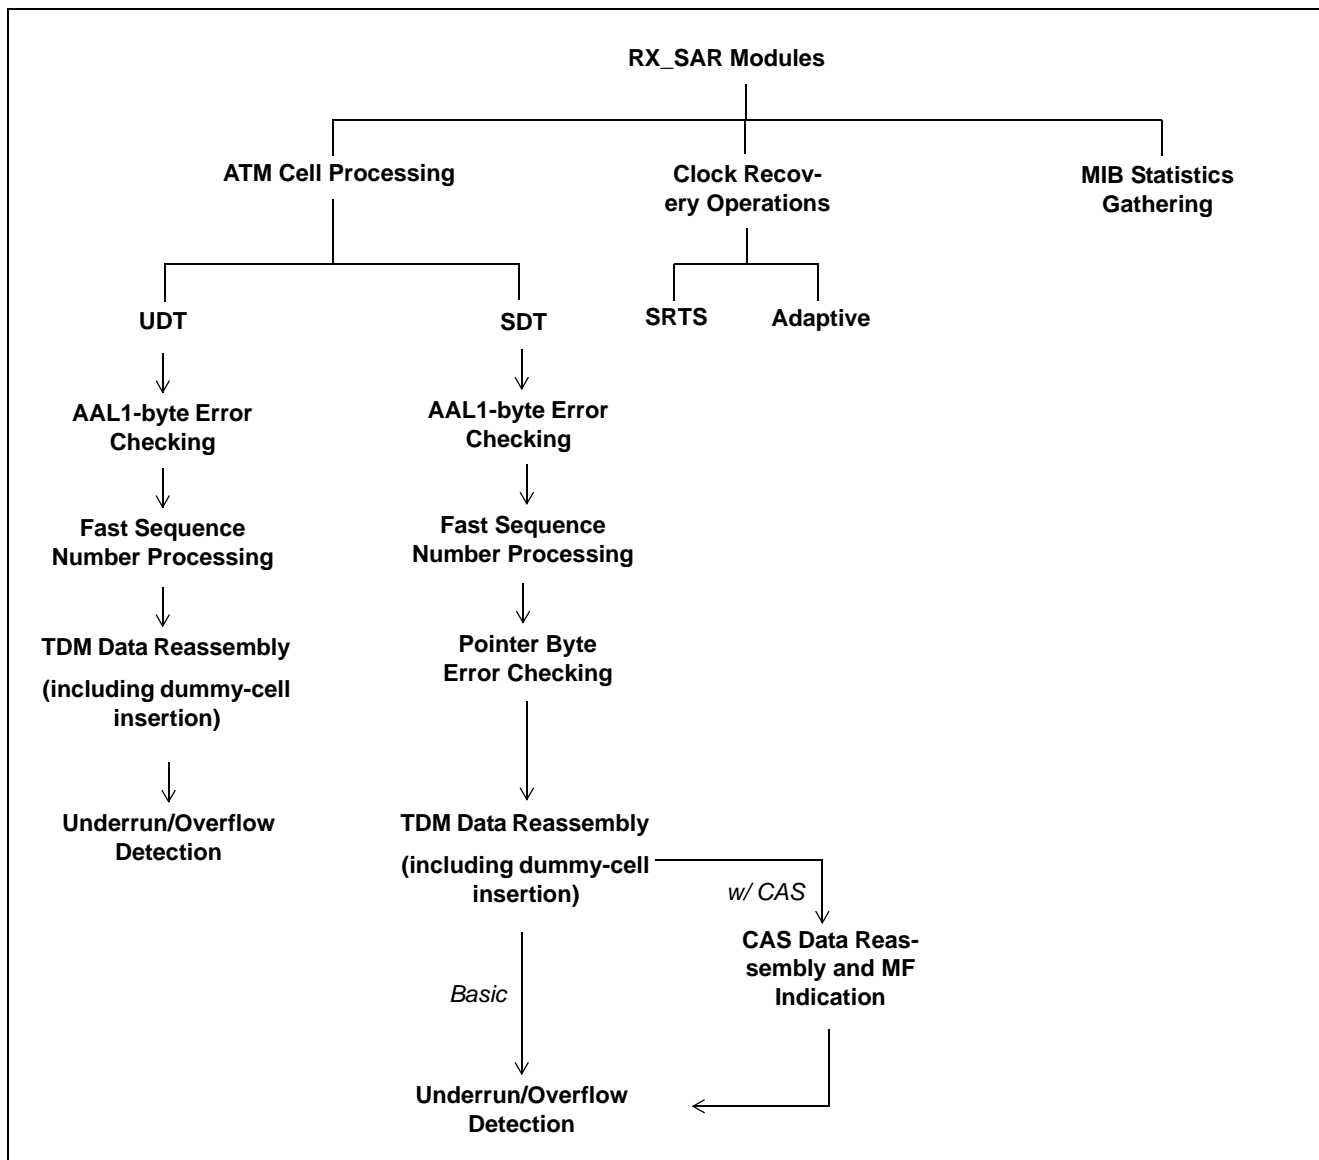 RX_SAR Modules
ATM Cell Processing
Clock Recov-
ery Operations
MIB Statistics
Gathering
UDT
SDT
SRTS
Adaptive
AAL1-byte Error
Checking
AAL1-byte Error
Checking
Fast Sequence
Number Processing
Fast Sequence
Number Processing
TDM Data Reassembly
(including dummy-cell
insertion)
Pointer Byte
Error Checking
Underrun/Overflow
Detection
TDM Data Reassembly
(including dummy-cell
insertion)
w/ CAS
CAS Data Reas-
sembly and MF
Indication
Basic
Underrun/Overflow
Detection